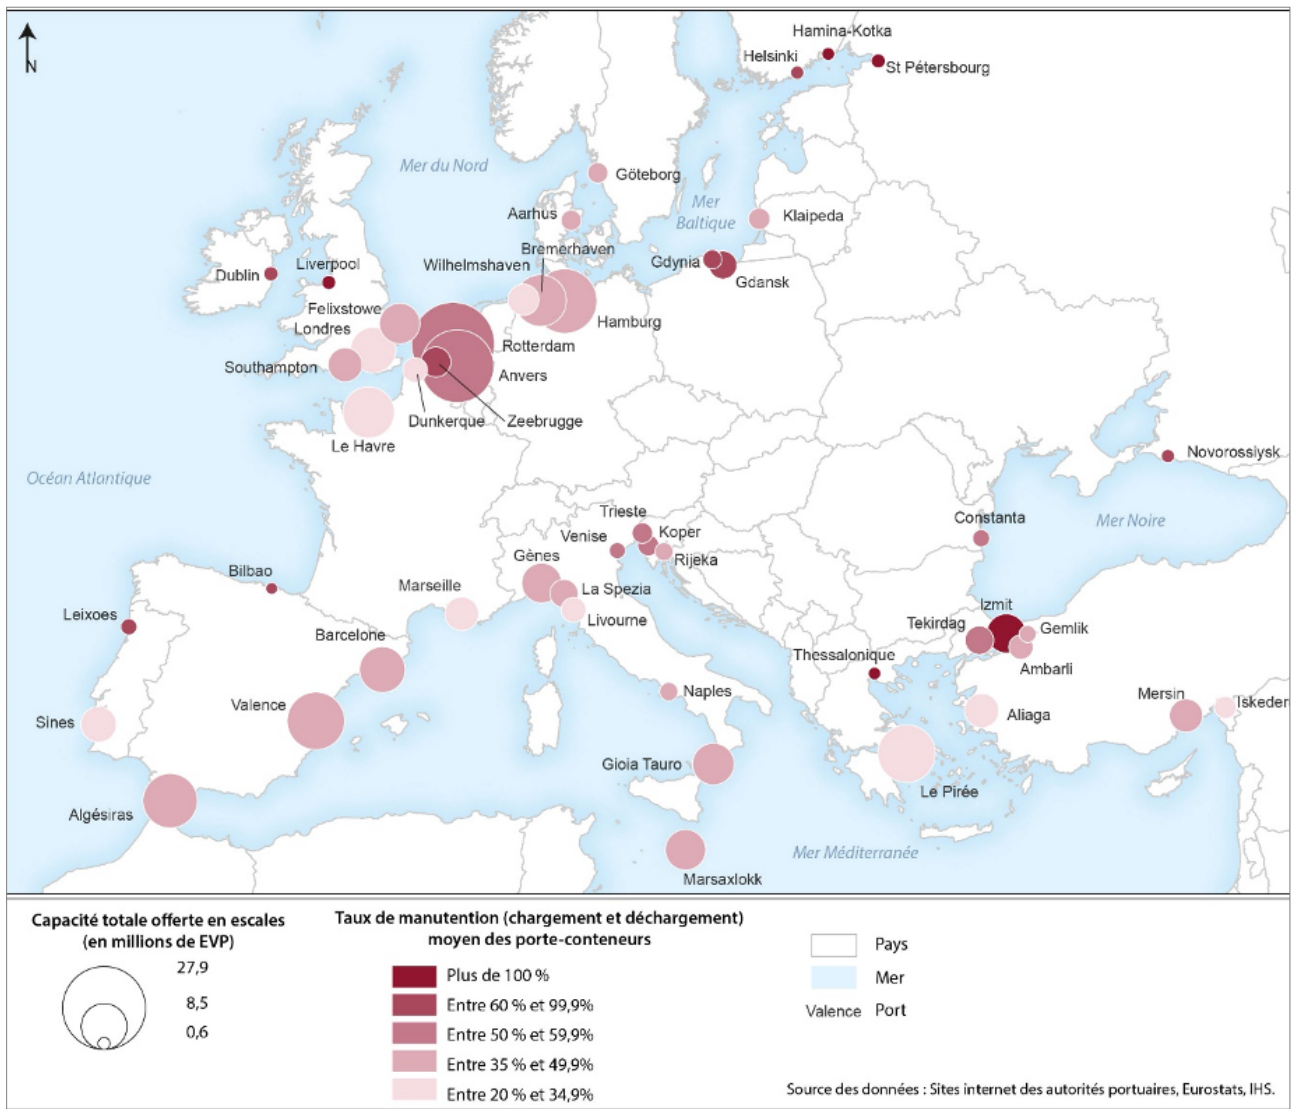 N
Hamina-Kotka
Helsinki
St Pétersbourg
Mer du Nord
Göteborg
Mer
Baltique
Aarhus
Klaipeda
Bremerhaven
Wilhelmshaven
Gdynia
Gdansk
Dublin
Liverpool
Felixstowe
Londres
Hamburg
Rotterdam
Southampton
Anvers
Dunkerque
Zeebrugge
Le Havre
Océan Atlantique
Novorossiysk
Trieste
Constanta
Mer Noire
Venise
Koper
Rijeka
Gènes
Bilbao
Marseille
La Spezia
Livourne
Leixoes
Barcelone
Izmit
Tekirdag
Gemlik
Ambarli
Thessalonique
Naples
Mersin
Iskeder
Valence
Sines
Aliaga
Gioia Tauro
Le Pirée
Algésiras
Mer Méditerranée
Marsaxlokk
Capacité totale offerte en escales
(en millions de EVP)
27,9
8,5
0,6
Taux de manutention (chargement et déchargement)
moyen des porte-conteneurs
Plus de 100 %
Entre 60 % et 99,9%
Entre 50 % et 59,9%
Entre 35 % et 49,9%
Entre 20 % et 34,9%
Pays
Mer
Valence Port
Source des données : Sites internet des autorités portuaires, Eurostats, IHS.